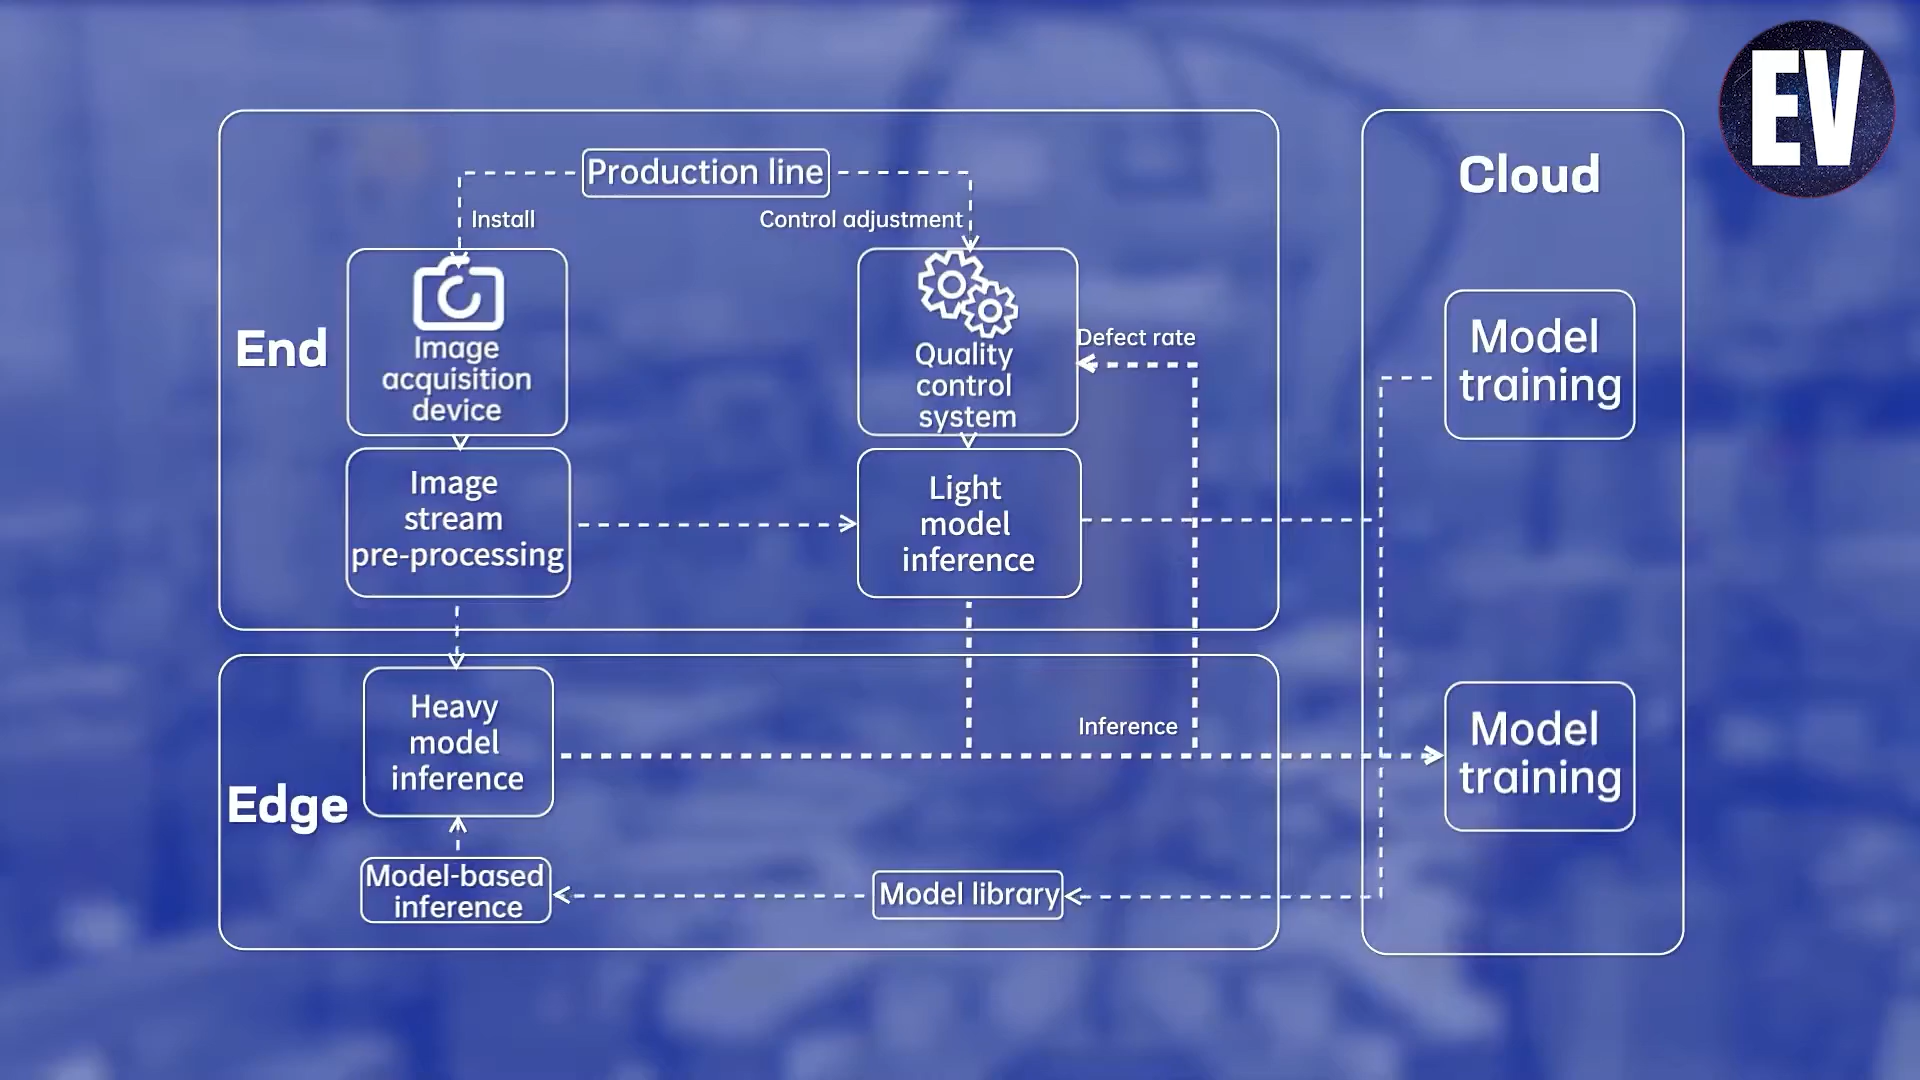 EV
Production line
Cloud
Install
Control adjustment
End
Image
acquisition
device
Quality
control
system
Defect rate
Model
training
Image
stream
pre-processing
Light
model
inference
Edge
Heavy
model
inference
Inference
Model
training
Model-based
inference
Model library